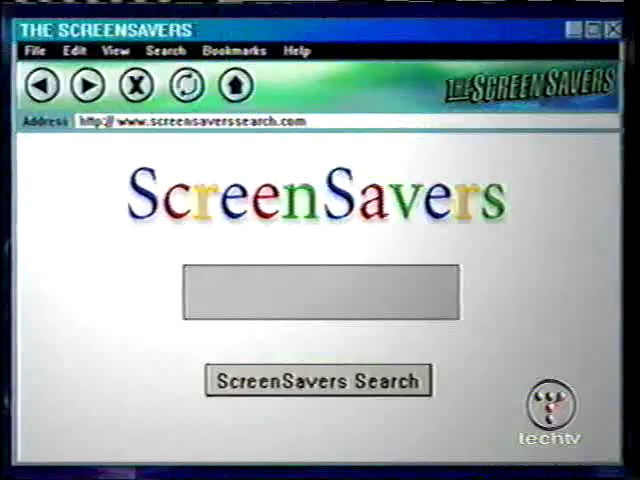 THE SCREENSAVERS
File Edit View Search Bookmarks Help
THE SCREEN SAVERS
Address http://www.screensaverssearch.com
ScreenSavers
ScreenSavers Search
techtv